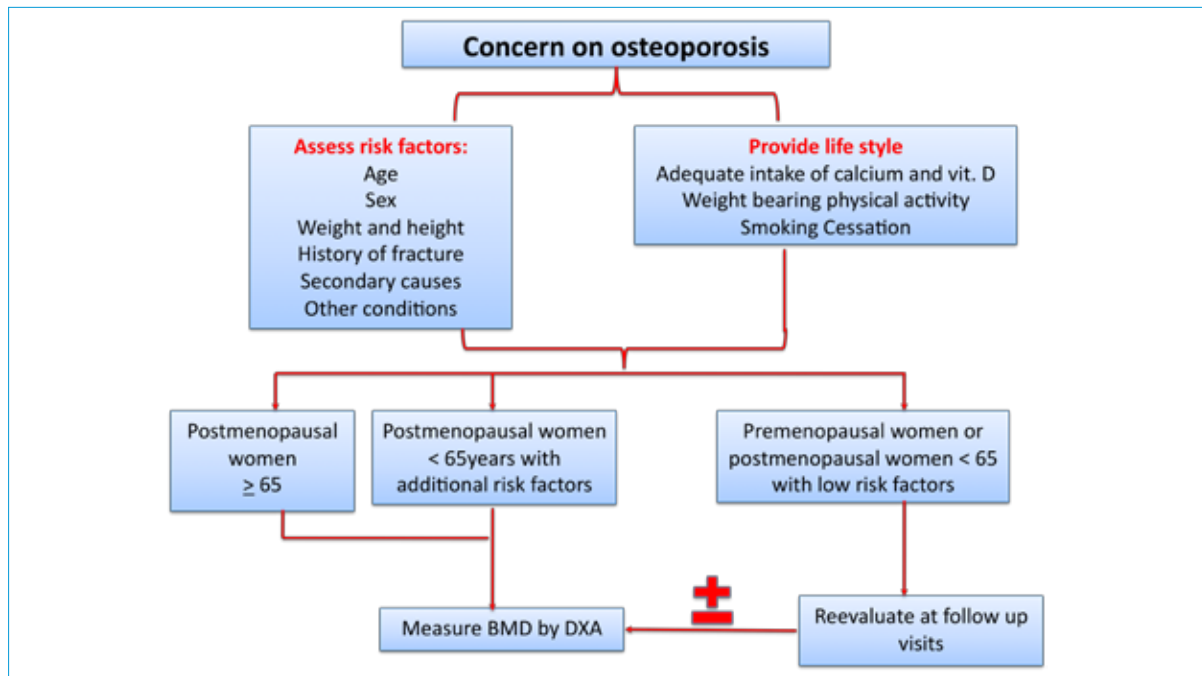 Concern on osteoporosis
Assess risk factors:
Age
Sex
Weight and height
History of fracture
Secondary causes
Other conditions
Provide life style
Adequate intake of calcium and vit. D
Weight bearing physical activity
Smoking Cessation
Postmenopausal
women
≥ 65
Postmenopausal women
< 65years with
additional risk factors
Premenopausal women or
postmenopausal women < 65
with low risk factors
Measure BMD by DXA
±
Reevaluate at follow up
visits